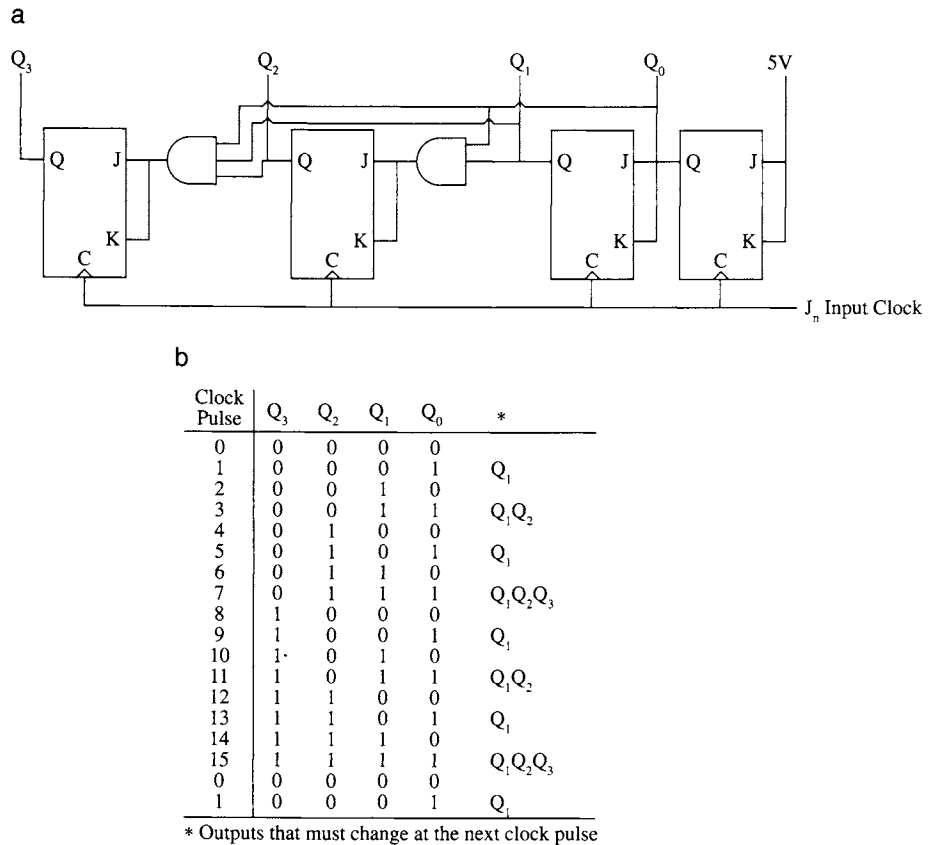 a
Q3 Q2 Q1 Q0 5V
Q J Q J Q J Q J
K K K K
C C C C
Jn Input Clock
b
Clock
Pulse Q3 Q2 Q1 Q0 *
0 0 0 0 0
1 0 0 0 1 Q1
2 0 0 1 0
3 0 0 1 1 Q1Q2
4 0 1 0 0
5 0 1 0 1 Q1
6 0 1 1 0
7 0 1 1 1 Q1Q2Q3
8 1 0 0 0
9 1 0 0 1 Q1
10 1 0 1 0
11 1 0 1 1 Q1Q2
12 1 1 0 0
13 1 1 0 1 Q1
14 1 1 1 0
15 1 1 1 1 Q1Q2Q3
0 0 0 0 0
1 0 0 0 1 Q1
* Outputs that must change at the next clock pulse